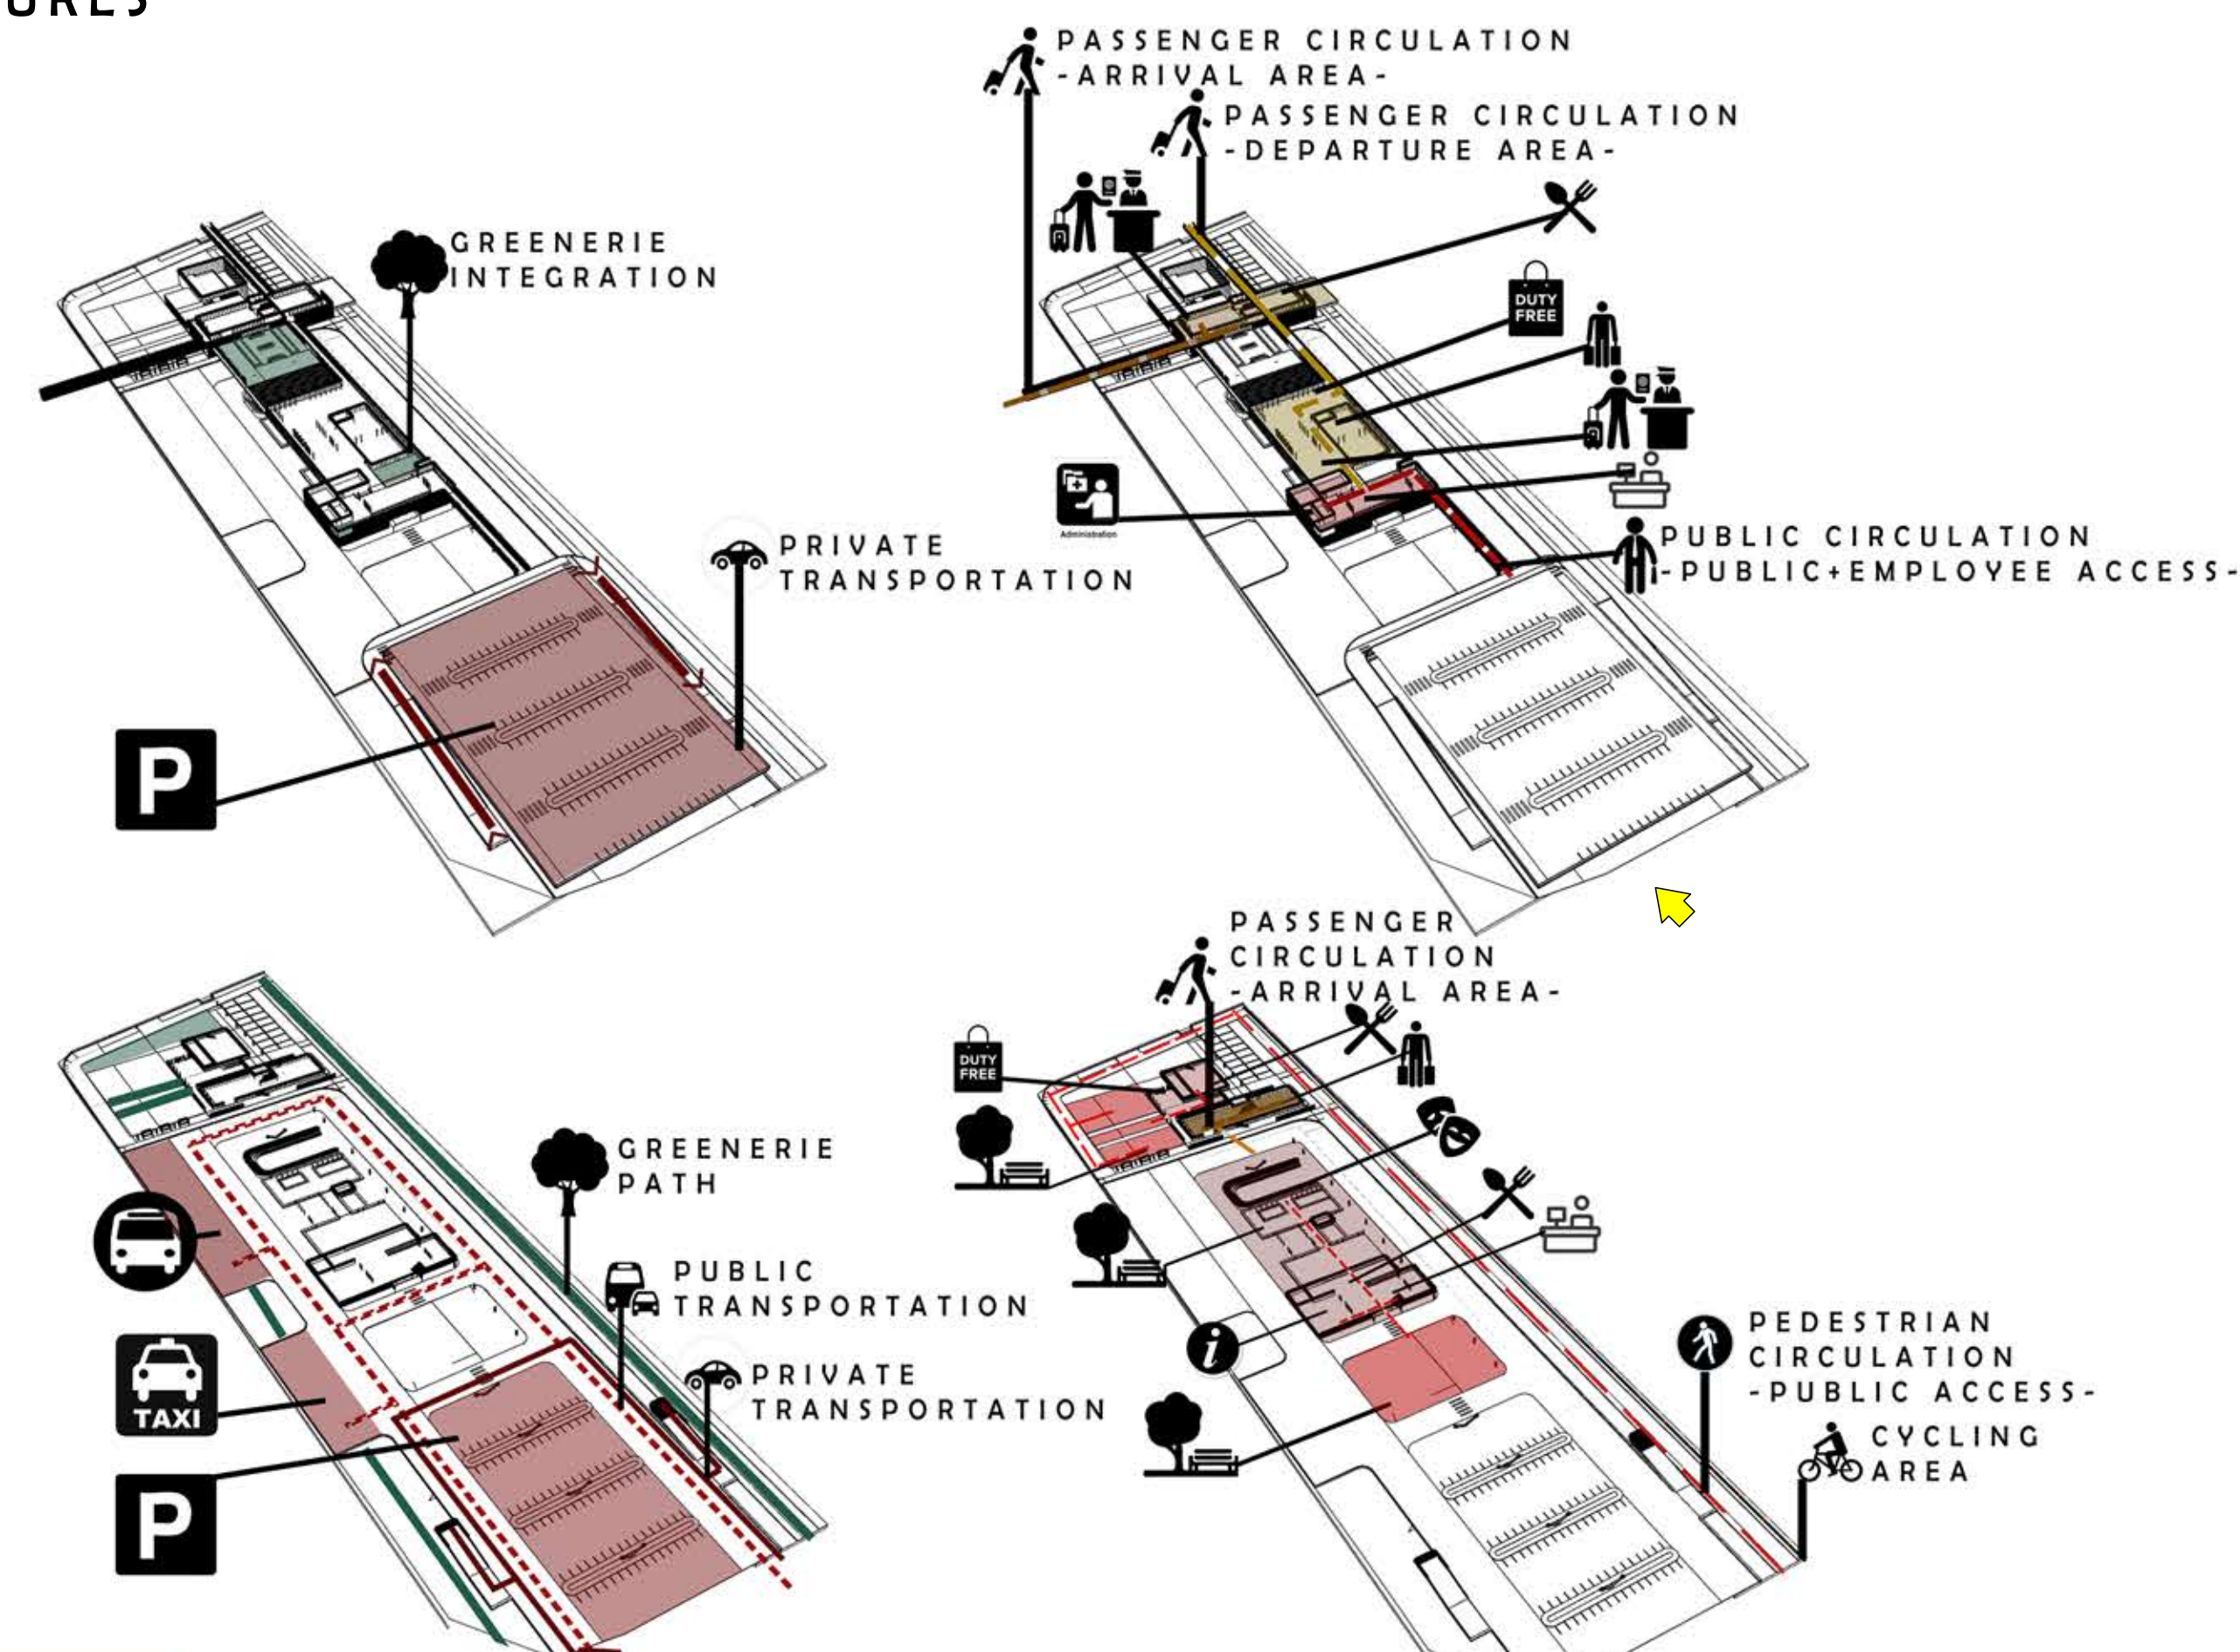 PASSENGER CIRCULATION
-ARRIVAL AREA-
PASSENGER CIRCULATION
-DEPARTURE AREA-
GREENERIE
INTEGRATION
DUTY
FREE
Administration
PRIVATE
TRANSPORTATION
PUBLIC CIRCULATION
-PUBLIC+EMPLOYEE ACCESS-
P
PASSENGER
CIRCULATION
-ARRIVAL AREA-
DUTY
FREE
GREENERIE
PATH
PUBLIC
TRANSPORTATION
PRIVATE
TRANSPORTATION
TAXI
P
i
PEDESTRIAN
CIRCULATION
-PUBLIC ACCESS-
CYCLING
AREA